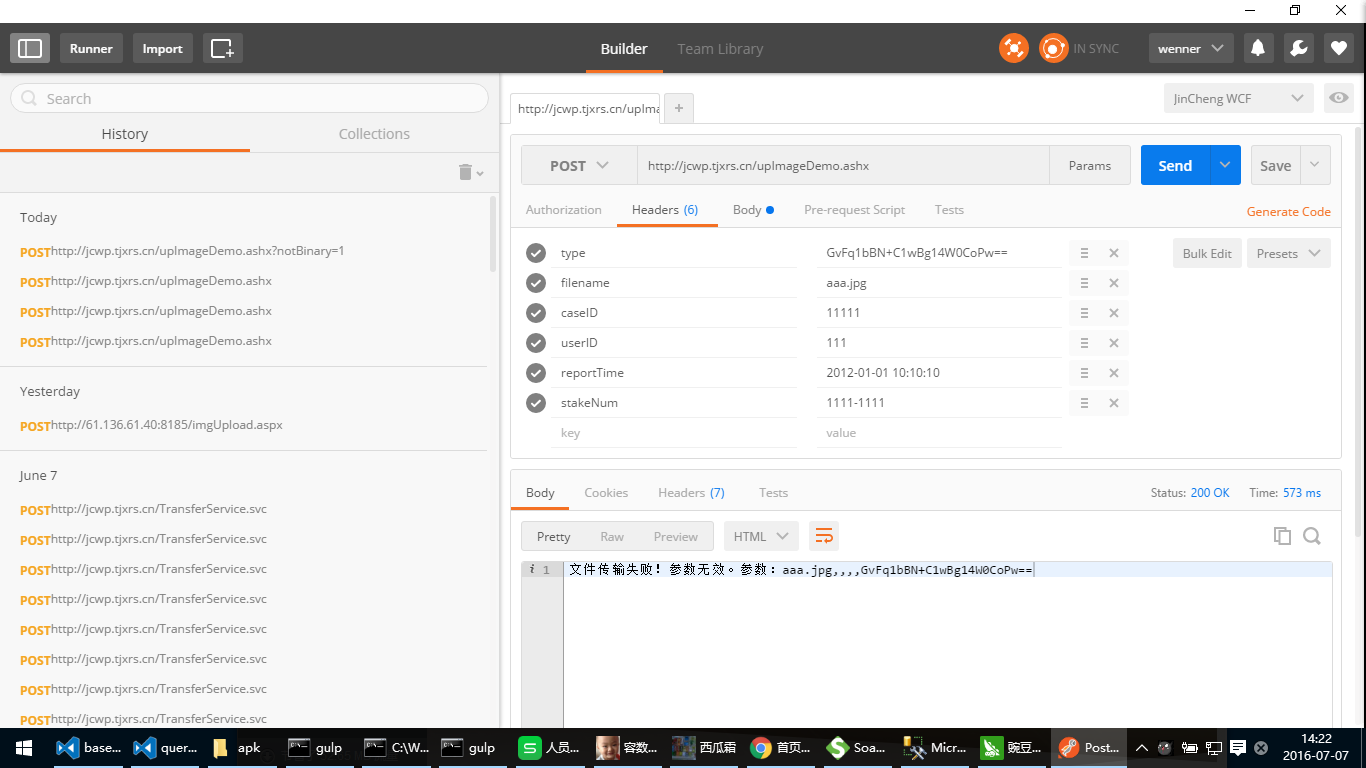 Runner
Import
Builder
Team Library
IN SYNC
wenner
Search
History
Collections
Today
POST http://jcwp.tjxrs.cn/upImageDemo.ashx?notBinary=1
POST http://jcwp.tjxrs.cn/upImageDemo.ashx
POST http://jcwp.tjxrs.cn/upImageDemo.ashx
POST http://jcwp.tjxrs.cn/upImageDemo.ashx
Yesterday
POST http://61.136.61.40:8185/imgUpload.aspx
June 7
POST http://jcwp.tjxrs.cn/TransferService.svc
POST http://jcwp.tjxrs.cn/TransferService.svc
POST http://jcwp.tjxrs.cn/TransferService.svc
POST http://jcwp.tjxrs.cn/TransferService.svc
POST http://jcwp.tjxrs.cn/TransferService.svc
POST http://jcwp.tjxrs.cn/TransferService.svc
POST http://jcwp.tjxrs.cn/TransferService.svc
POST http://jcwp.tjxrs.cn/TransferService.svc
http://jcwp.tjxrs.cn/upIma
+
JinCheng WCF
POST
http://jcwp.tjxrs.cn/upImageDemo.ashx
Params
Send
Save
Authorization
Headers (6)
Body
Pre-request Script
Tests
Generate Code
type GvFq1bBN+C1wBg14W0CoPw==
Bulk Edit
Presets
filename aaa.jpg
caseID 11111
userID 111
reportTime 2012-01-01 10:10:10
stakeNum 1111-1111
key value
Body
Cookies
Headers (7)
Tests
Status: 200 OK
Time: 573 ms
Pretty
Raw
Preview
HTML
i 1 文件传输失败！参数无效。参数：aaa.jpg,,,,GvFq1bBN+C1wBg14W0CoPw==
base...
quer...
apk
gulp
C:\W...
gulp
人员...
容数...
西瓜箱
首页...
Soa...
Micr...
豌豆...
Post...
14:22
2016-07-07